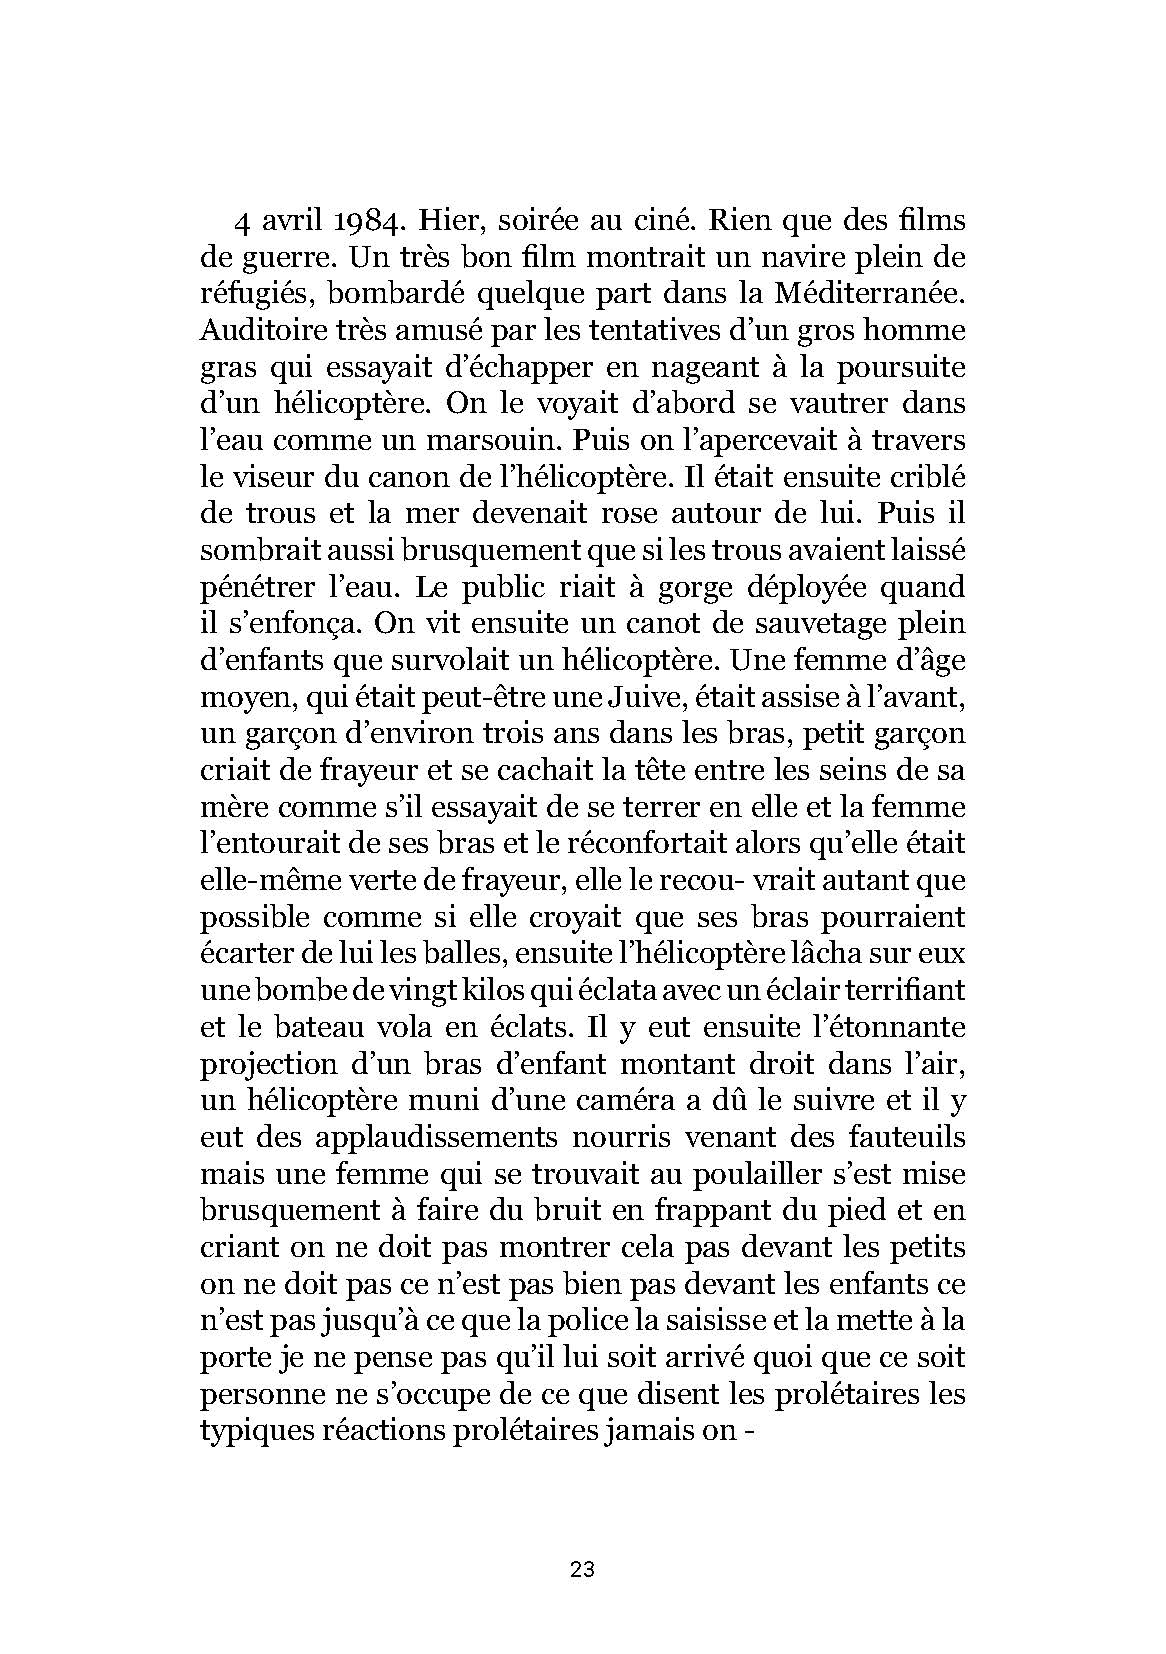 4 avril 1984. Hier, soirée au ciné. Rien que des films
de guerre. Un très bon film montrait un navire plein de
réfugiés, bombardé quelque part dans la Méditerranée.
Auditoire très amusé par les tentatives d’un gros homme
gras qui essayait d’échapper en nageant à la poursuite
d’un hélicoptère. On le voyait d’abord se vautrer dans
l’eau comme un marsouin. Puis on l’apercevait à travers
le viseur du canon de l’hélicoptère. Il était ensuite criblé
de trous et la mer devenait rose autour de lui. Puis il
sombrait aussi brusquement que si les trous avaient laissé
pénétrer l’eau. Le public riait à gorge déployée quand
il s’enfonça. On vit ensuite un canot de sauvetage plein
d’enfants que survolait un hélicoptère. Une femme d’âge
moyen, qui était peut-être une Juive, était assise à l’avant,
un garçon d’environ trois ans dans les bras, petit garçon
criait de frayeur et se cachait la tête entre les seins de sa
mère comme s’il essayait de se terrer en elle et la femme
l’entourait de ses bras et le réconfortait alors qu’elle était
elle-même verte de frayeur, elle le recou- vrait autant que
possible comme si elle croyait que ses bras pourraient
écarter de lui les balles, ensuite l’hélicoptère lâcha sur eux
une bombe de vingt kilos qui éclata avec un éclair terrifiant
et le bateau vola en éclats. Il y eut ensuite l’étonnante
projection d’un bras d’enfant montant droit dans l’air,
un hélicoptère muni d’une caméra a dû le suivre et il y
eut des applaudissements nourris venant des fauteuils
mais une femme qui se trouvait au poulailler s’est mise
brusquement à faire du bruit en frappant du pied et en
criant on ne doit pas montrer cela pas devant les petits
on ne doit pas ce n’est pas bien pas devant les enfants ce
n’est pas jusqu’à ce que la police la saisisse et la mette à la
porte je ne pense pas qu’il lui soit arrivé quoi que ce soit
personne ne s’occupe de ce que disent les prolétaires les
typiques réactions prolétaires jamais on -
23